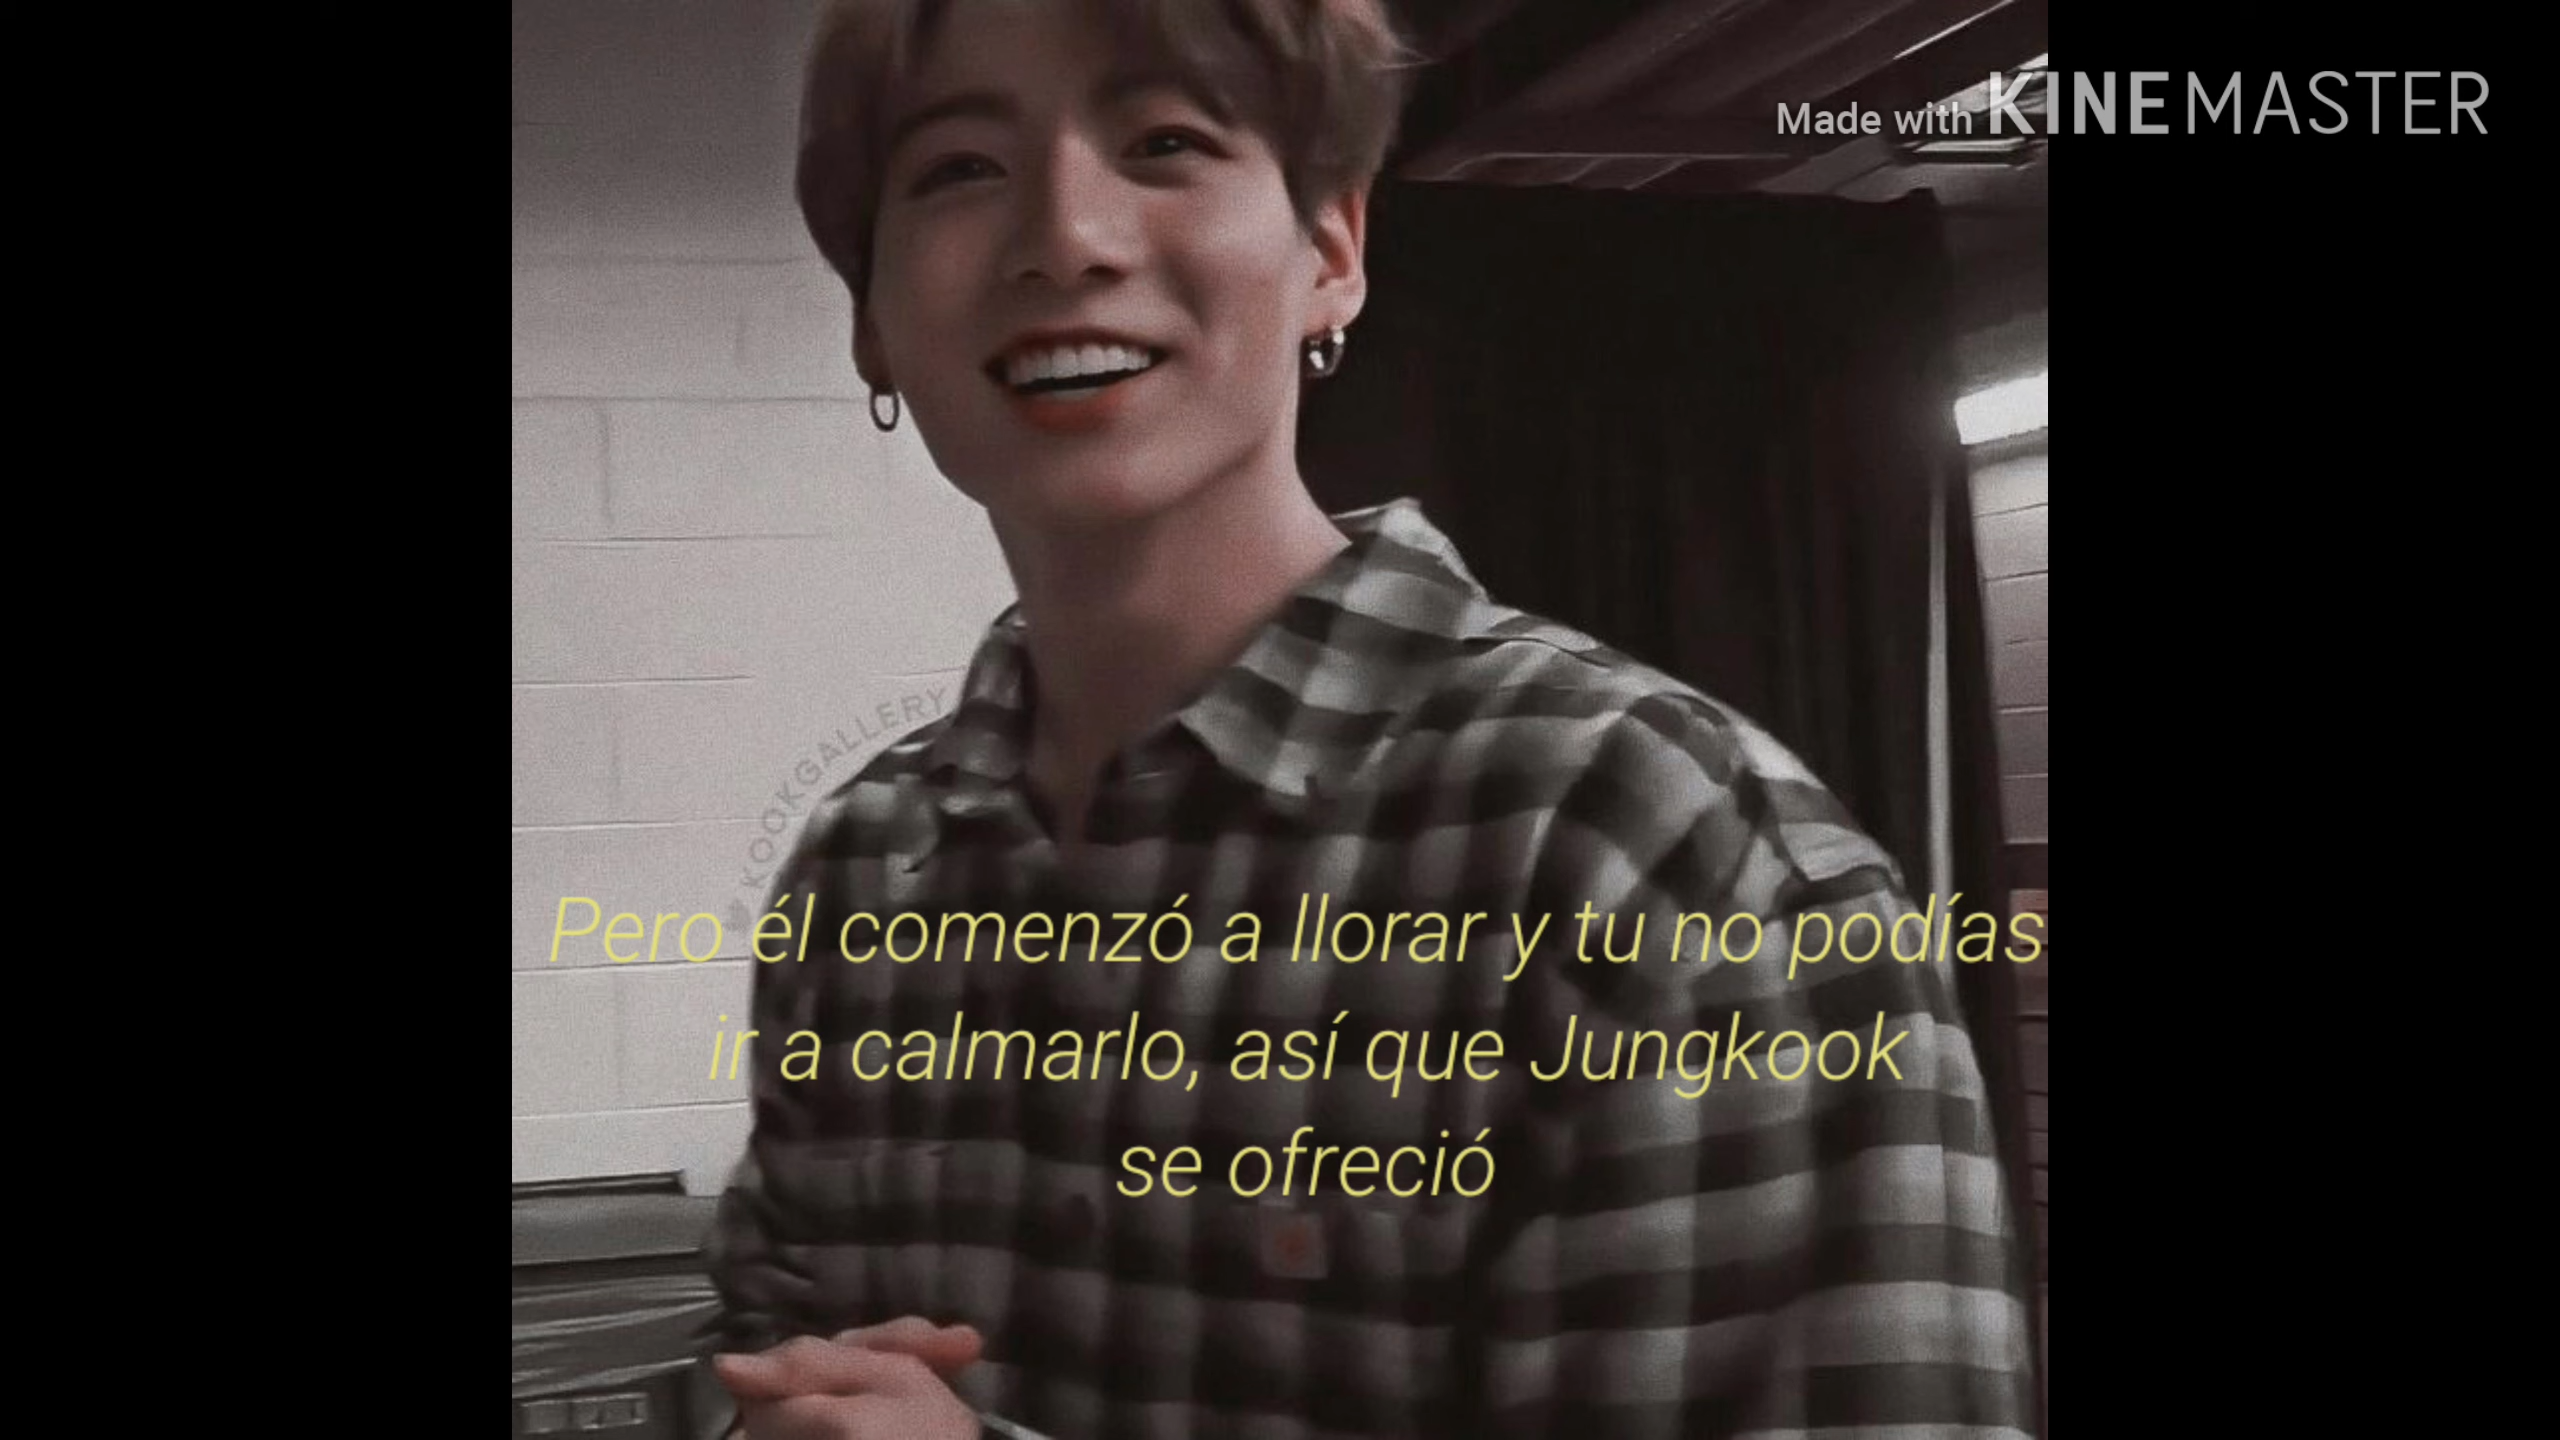 Made with KINEMASTER
KOOKGALLERY
Pero él comenzó a llorar y tu no podías
ir a calmarlo, así que Jungkook
se ofreció